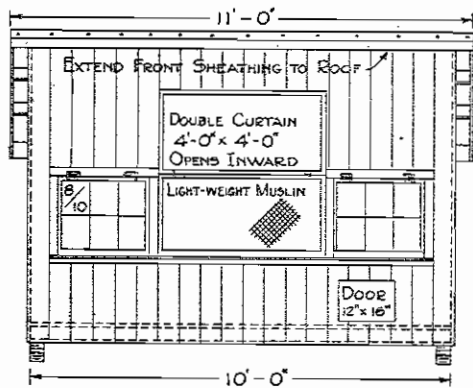 11'-0"
EXTEND FRONT SHEATHING TO ROOF
DOUBLE CURTAIN
4'-0" x 4'-0"
OPENS INWARD
8/10
LIGHT-WEIGHT MUSLIN
DOOR
12" x 16"
10'-0"